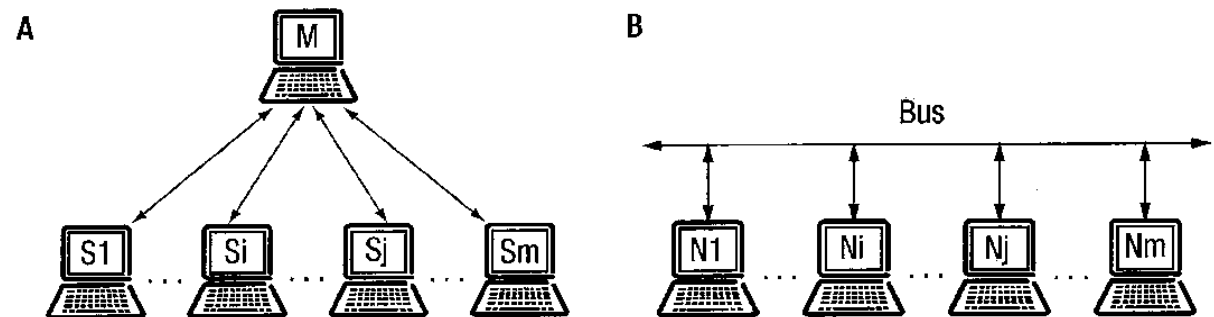 A
M
S1 ... Si ... Sj ... Sm
B
Bus
N1 ... Ni ... Nj ... Nm